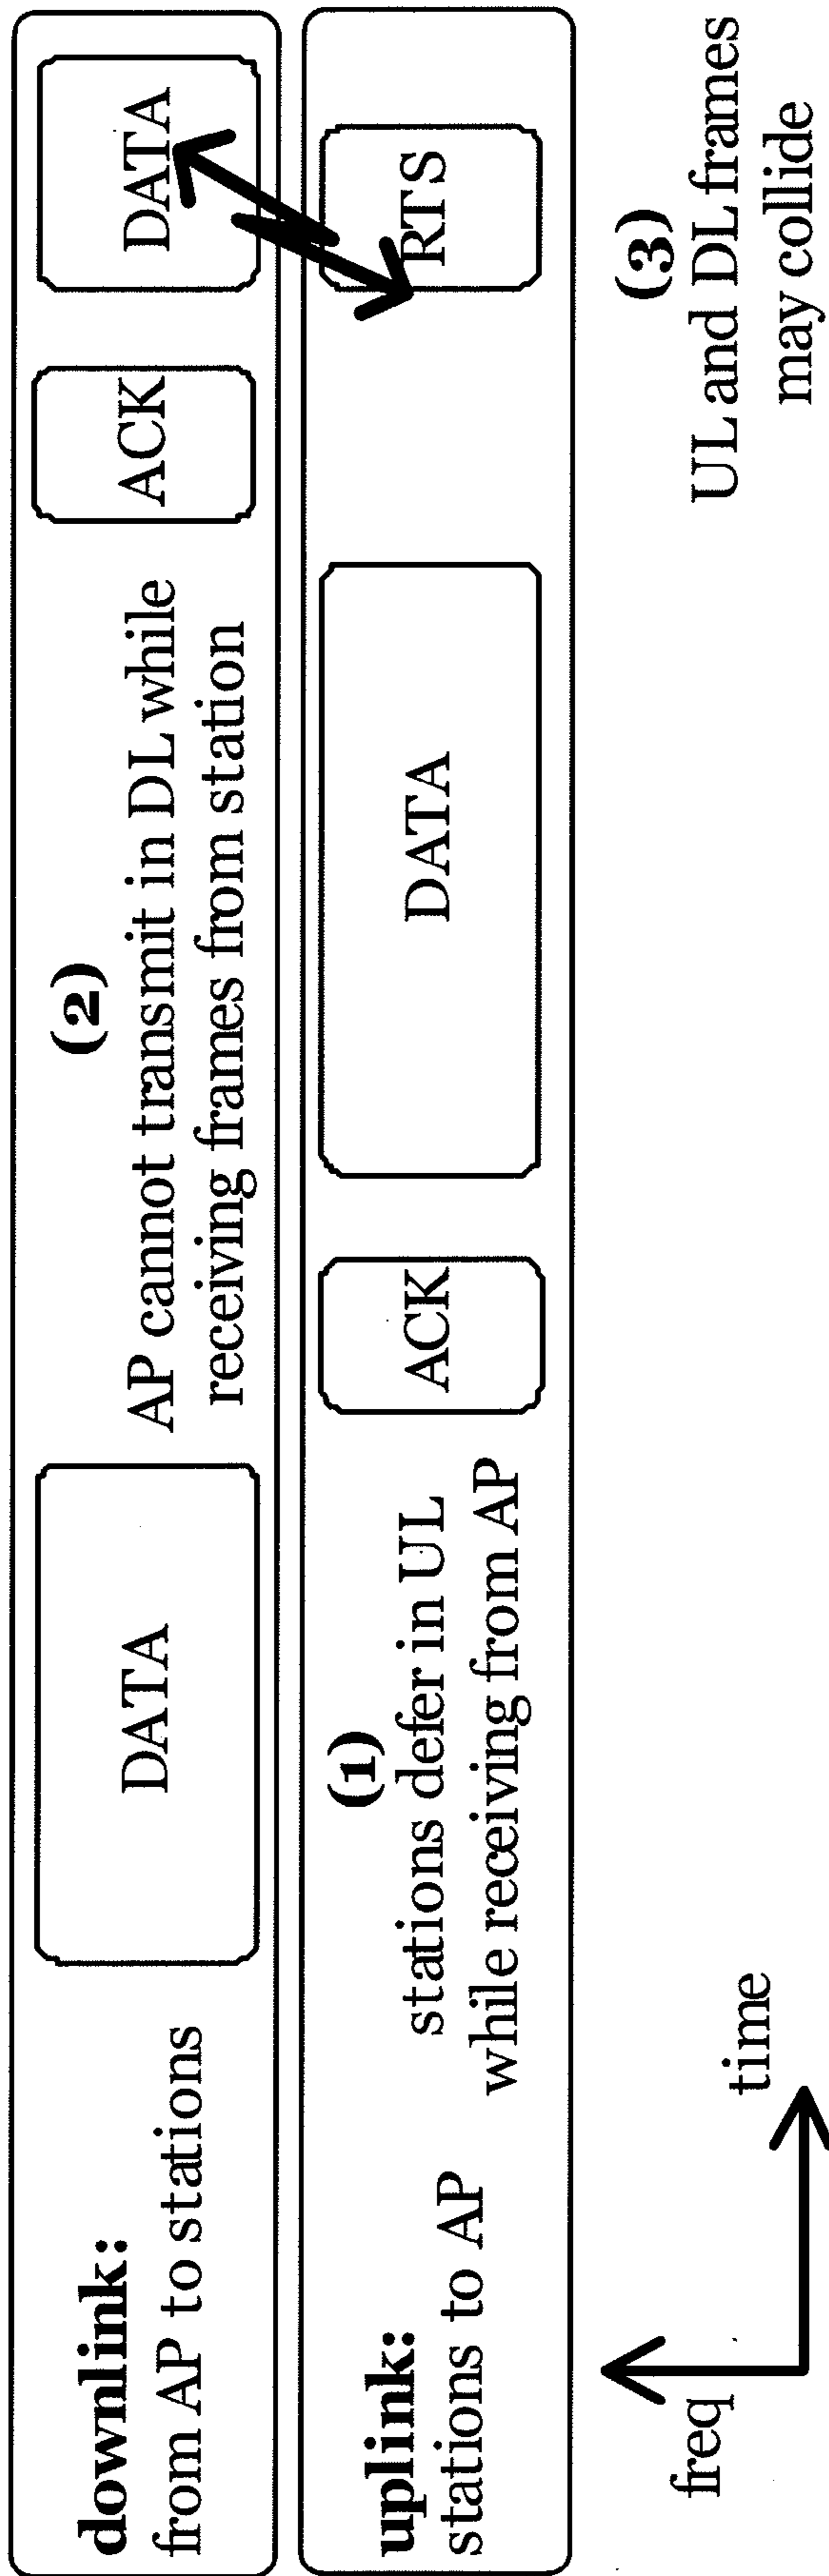 downlink:
from AP to stations
DATA
(2)
AP cannot transmit in DL while
receiving frames from station
ACK
DATA
uplink:
stations to AP
(1)
stations defer in UL
while receiving from AP
ACK
DATA
RTS
(3)
UL and DL frames
may collide
freq
time